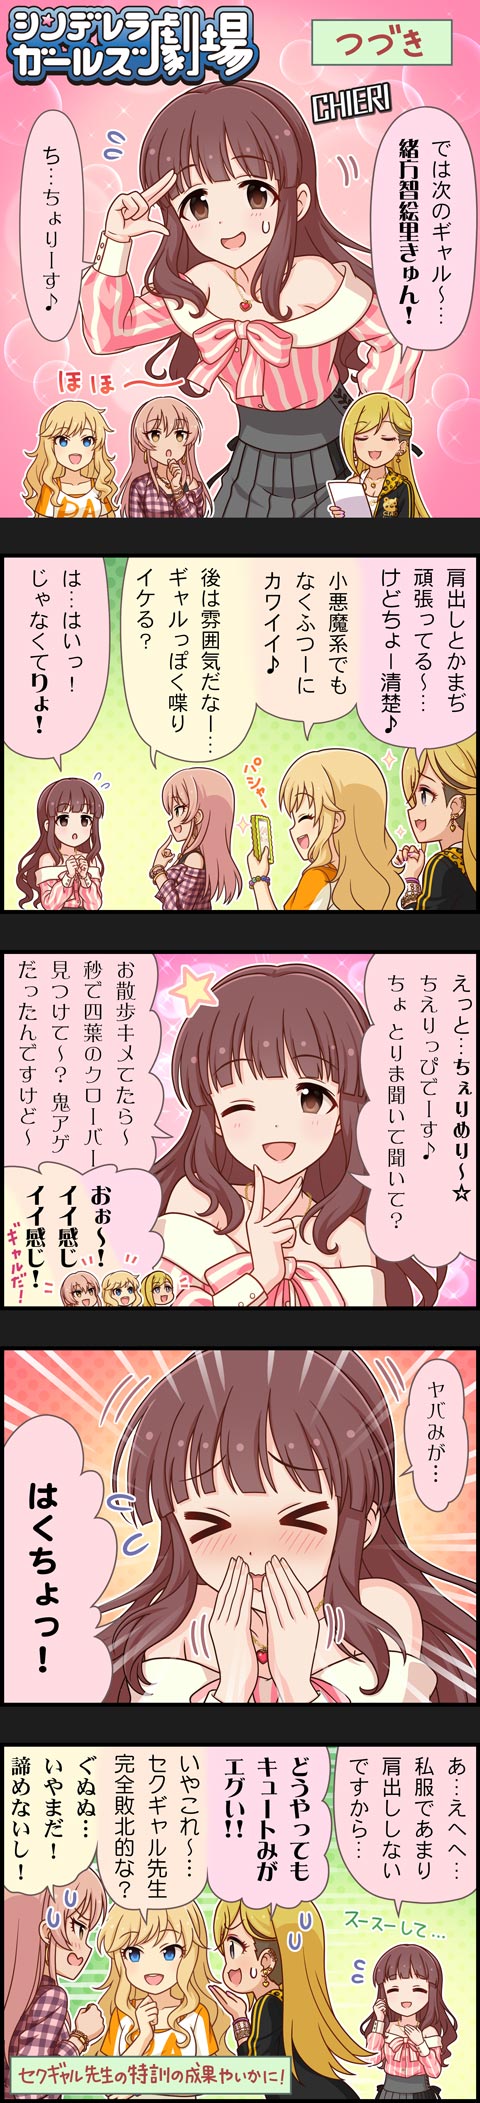 シンデレラ
ガールズ劇場
つづき
CHIERI
では次のギャル〜…
緒方智絵里きゅん！
ち…ちょりーす♪
ほほ〜
肩出しとかまぢ
頑張ってる〜…
けどちょー清楚♪
小悪魔系でも
なくふつーに
カワイイ♪
後は雰囲気だなー…
ギャルっぽく喋り
イケる？
は…はいっ！
じゃなくてりょ！
パシャー
えっと…ちぇりめり〜☆
ちえりっぴでーす♪
ちょ とりま聞いて聞いて？
お散歩キメてたら〜
秒で四葉のクローバー
見つけて〜？ 鬼アゲ
だったんですけど〜
おぉ〜！
イイ感じ
イイ感じ！
ギャルだ！
ヤバみが…
はくちょっ！
あ…えへへ…
私服であまり
肩出ししない
ですから…
スースーして…
どうやっても
キュートみが
エグい!!
いやこれ〜…
セクギャル先生
完全敗北的な？
ぐぬぬ…
いやまだ！
諦めないし！
セクギャル先生の特訓の成果やいかに！